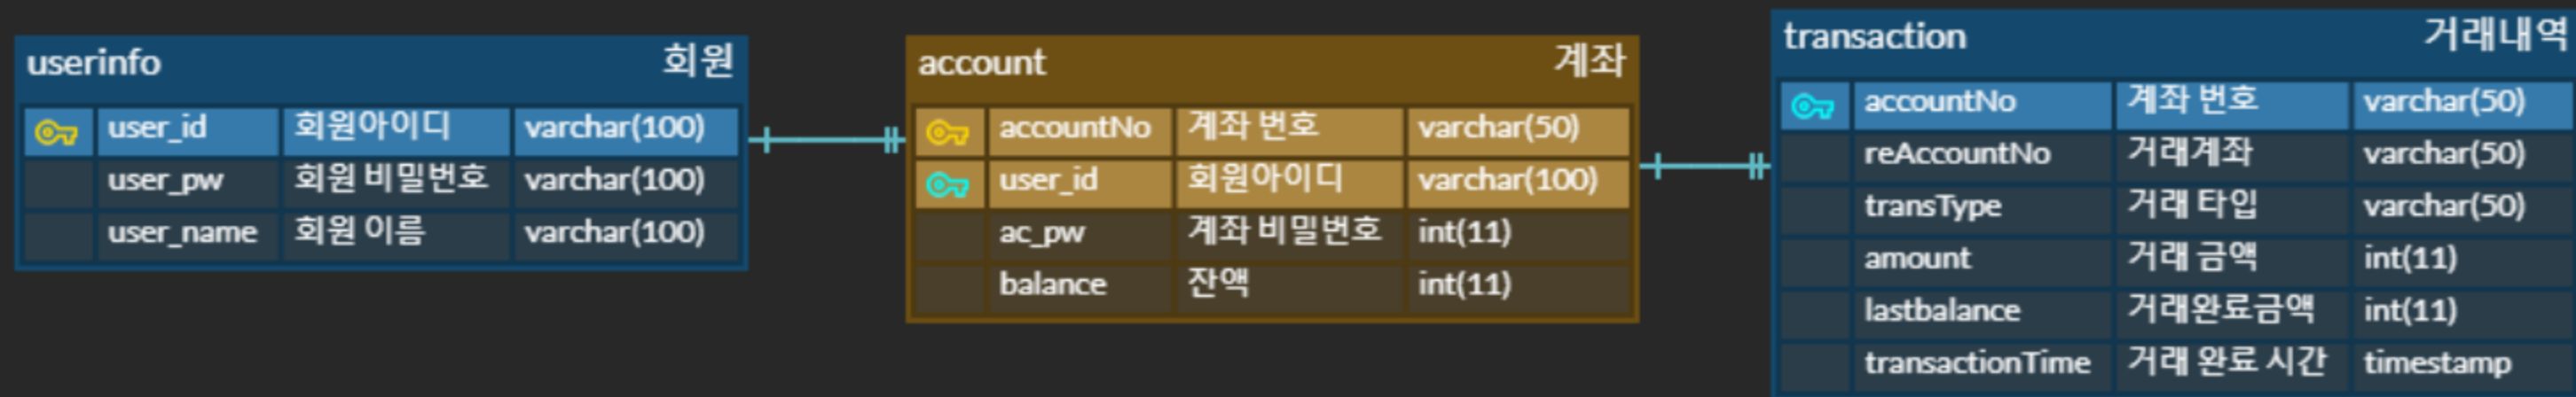 userinfo 회원
user_id 회원아이디 varchar(100)
user_pw 회원 비밀번호 varchar(100)
user_name 회원 이름 varchar(100)
account 계좌
accountNo 계좌 번호 varchar(50)
user_id 회원아이디 varchar(100)
ac_pw 계좌 비밀번호 int(11)
balance 잔액 int(11)
transaction 거래내역
accountNo 계좌 번호 varchar(50)
reAccountNo 거래계좌 varchar(50)
transType 거래 타입 varchar(50)
amount 거래 금액 int(11)
lastbalance 거래완료금액 int(11)
transactionTime 거래 완료 시간 timestamp